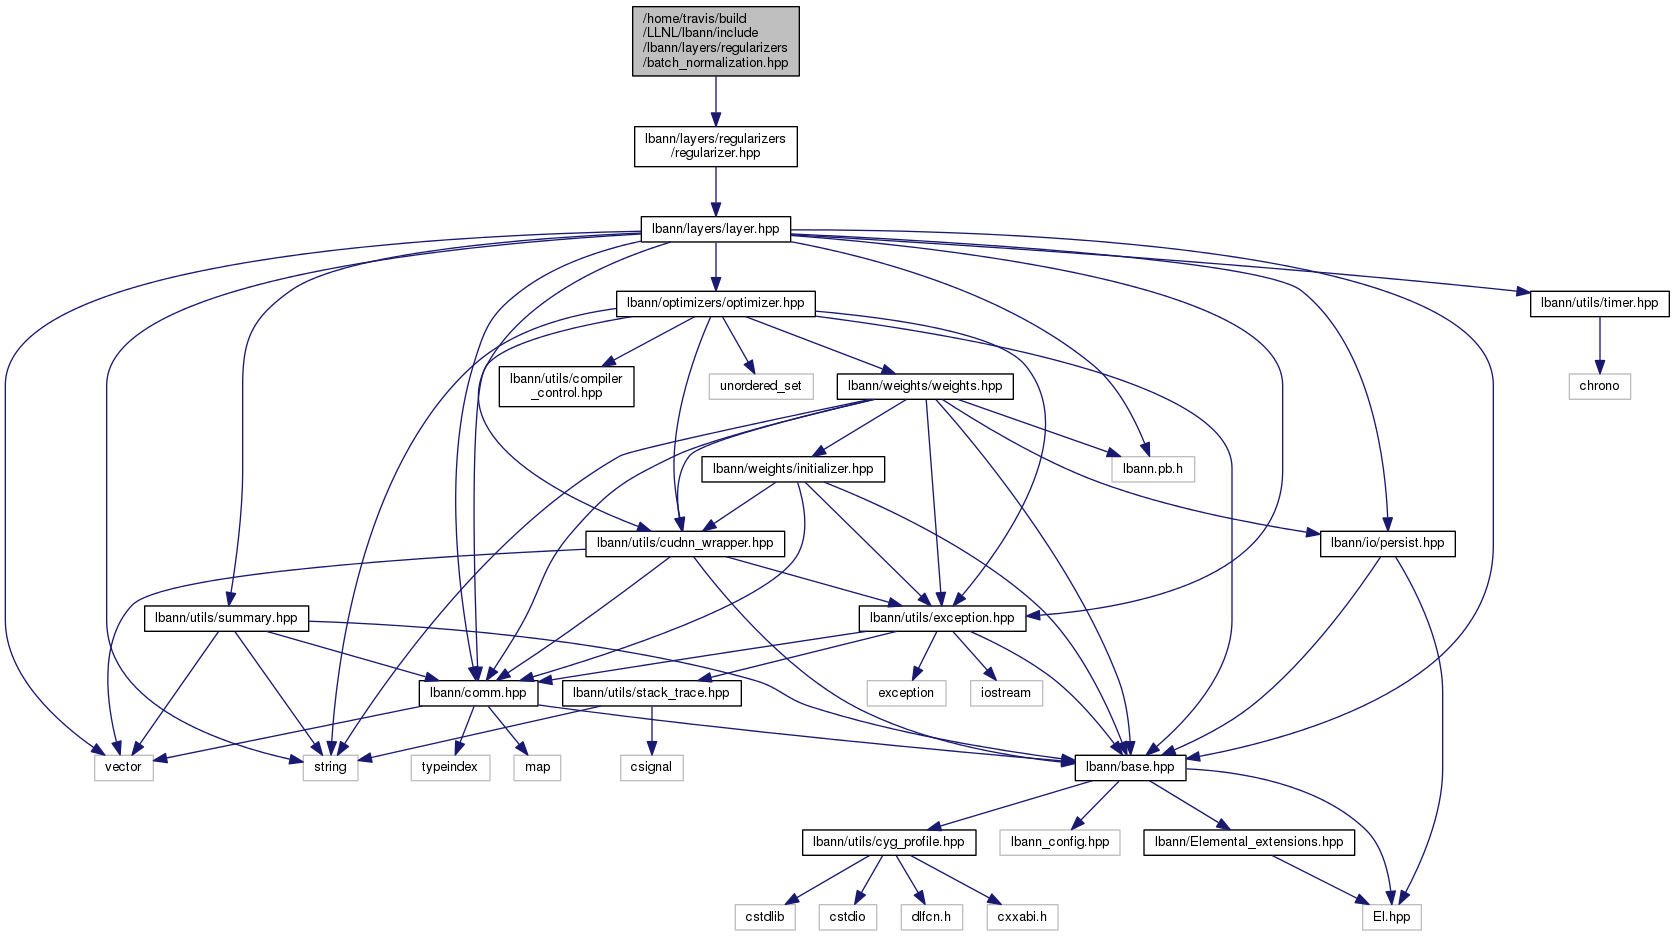 /home/travis/build
/LLNL/lbann/include
/lbann/layers/regularizers
/batch_normalization.hpp
lbann/layers/regularizers
/regularizer.hpp
lbann/layers/layer.hpp
lbann/optimizers/optimizer.hpp
lbann/utils/timer.hpp
lbann/utils/compiler
_control.hpp
unordered_set
lbann/weights/weights.hpp
chrono
lbann/weights/initializer.hpp
lbann.pb.h
lbann/utils/cudnn_wrapper.hpp
lbann/io/persist.hpp
lbann/utils/summary.hpp
lbann/utils/exception.hpp
lbann/comm.hpp
lbann/utils/stack_trace.hpp
exception
iostream
vector
string
typeindex
map
csignal
lbann/base.hpp
lbann/utils/cyg_profile.hpp
lbann_config.hpp
lbann/Elemental_extensions.hpp
cstdlib
cstdio
dlfcn.h
cxxabi.h
El.hpp